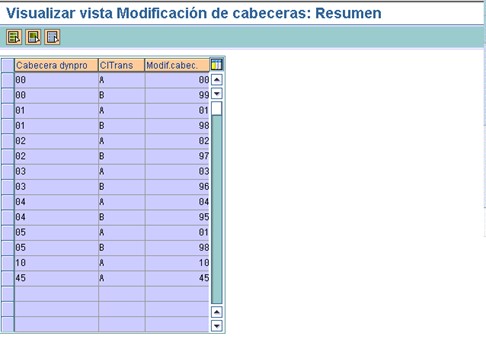 Visualizar vista Modificación de cabeceras: Resumen
Cabecera dynpro ClTrans Modif.cabec.
00 A 00
00 B 99
01 A 01
01 B 98
02 A 02
02 B 97
03 A 03
03 B 96
04 A 04
04 B 95
05 A 01
05 B 98
10 A 10
45 A 45